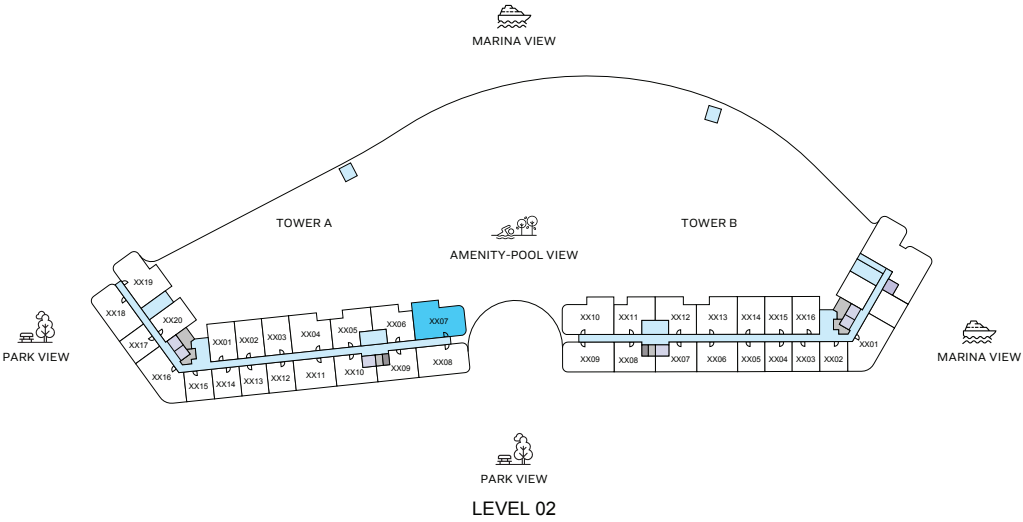 MARINA VIEW
TOWER A
TOWER B
AMENITY-POOL VIEW
XX19
XX18
XX20
XX17
XX16
XX15
XX14
XX13
XX12
XX11
XX10
XX09
XX08
XX01
XX02
XX03
XX04
XX05
XX06
XX07
XX10
XX11
XX12
XX13
XX14
XX15
XX16
XX09
XX08
XX07
XX06
XX05
XX04
XX03
XX02
XX01
PARK VIEW
MARINA VIEW
PARK VIEW
LEVEL 02